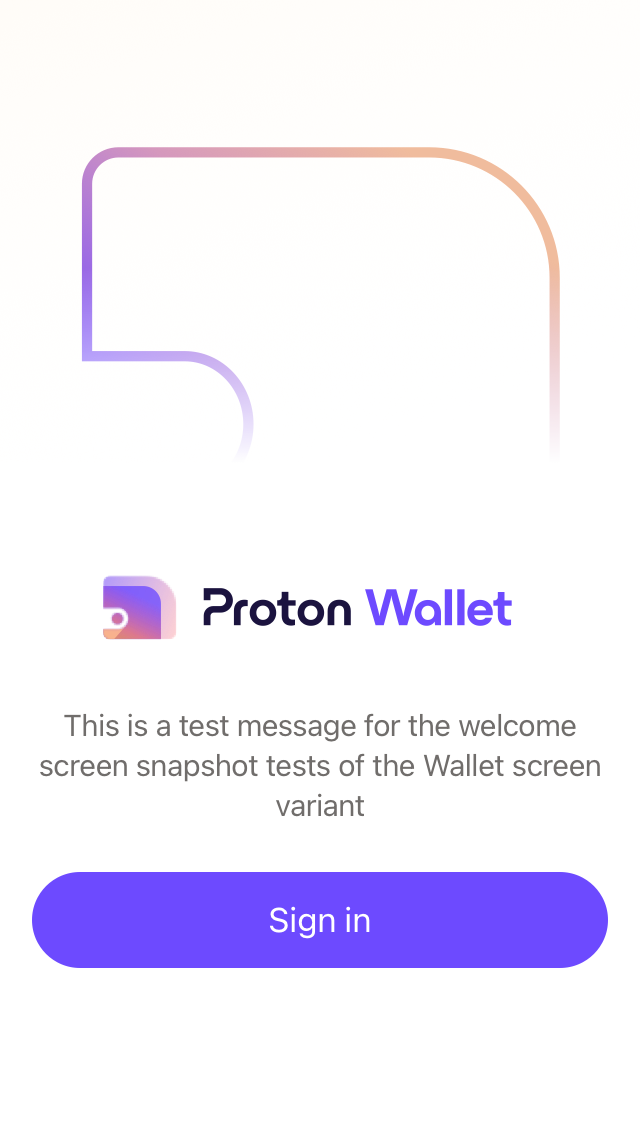 Proton Wallet
This is a test message for the welcome
screen snapshot tests of the Wallet screen
variant
Sign in